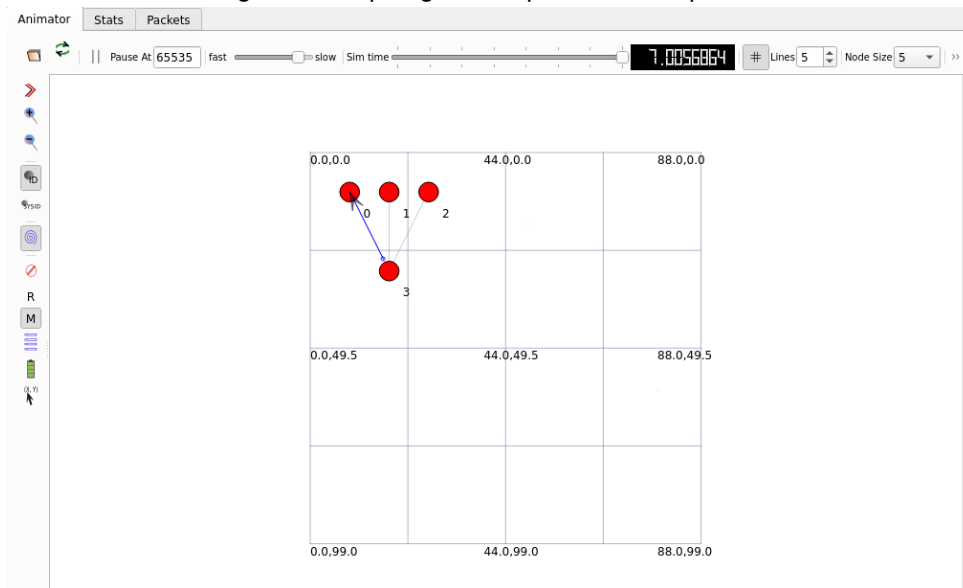 Animator Stats Packets
Pause At 65535 fast slow Sim time 7.0056864 # Lines 5 Node Size 5 »
ID
SYSID
R
M
(X, Y)
0.0,0.0 44.0,0.0 88.0,0.0
0 1 2
3
0.0,49.5 44.0,49.5 88.0,49.5
0.0,99.0 44.0,99.0 88.0,99.0